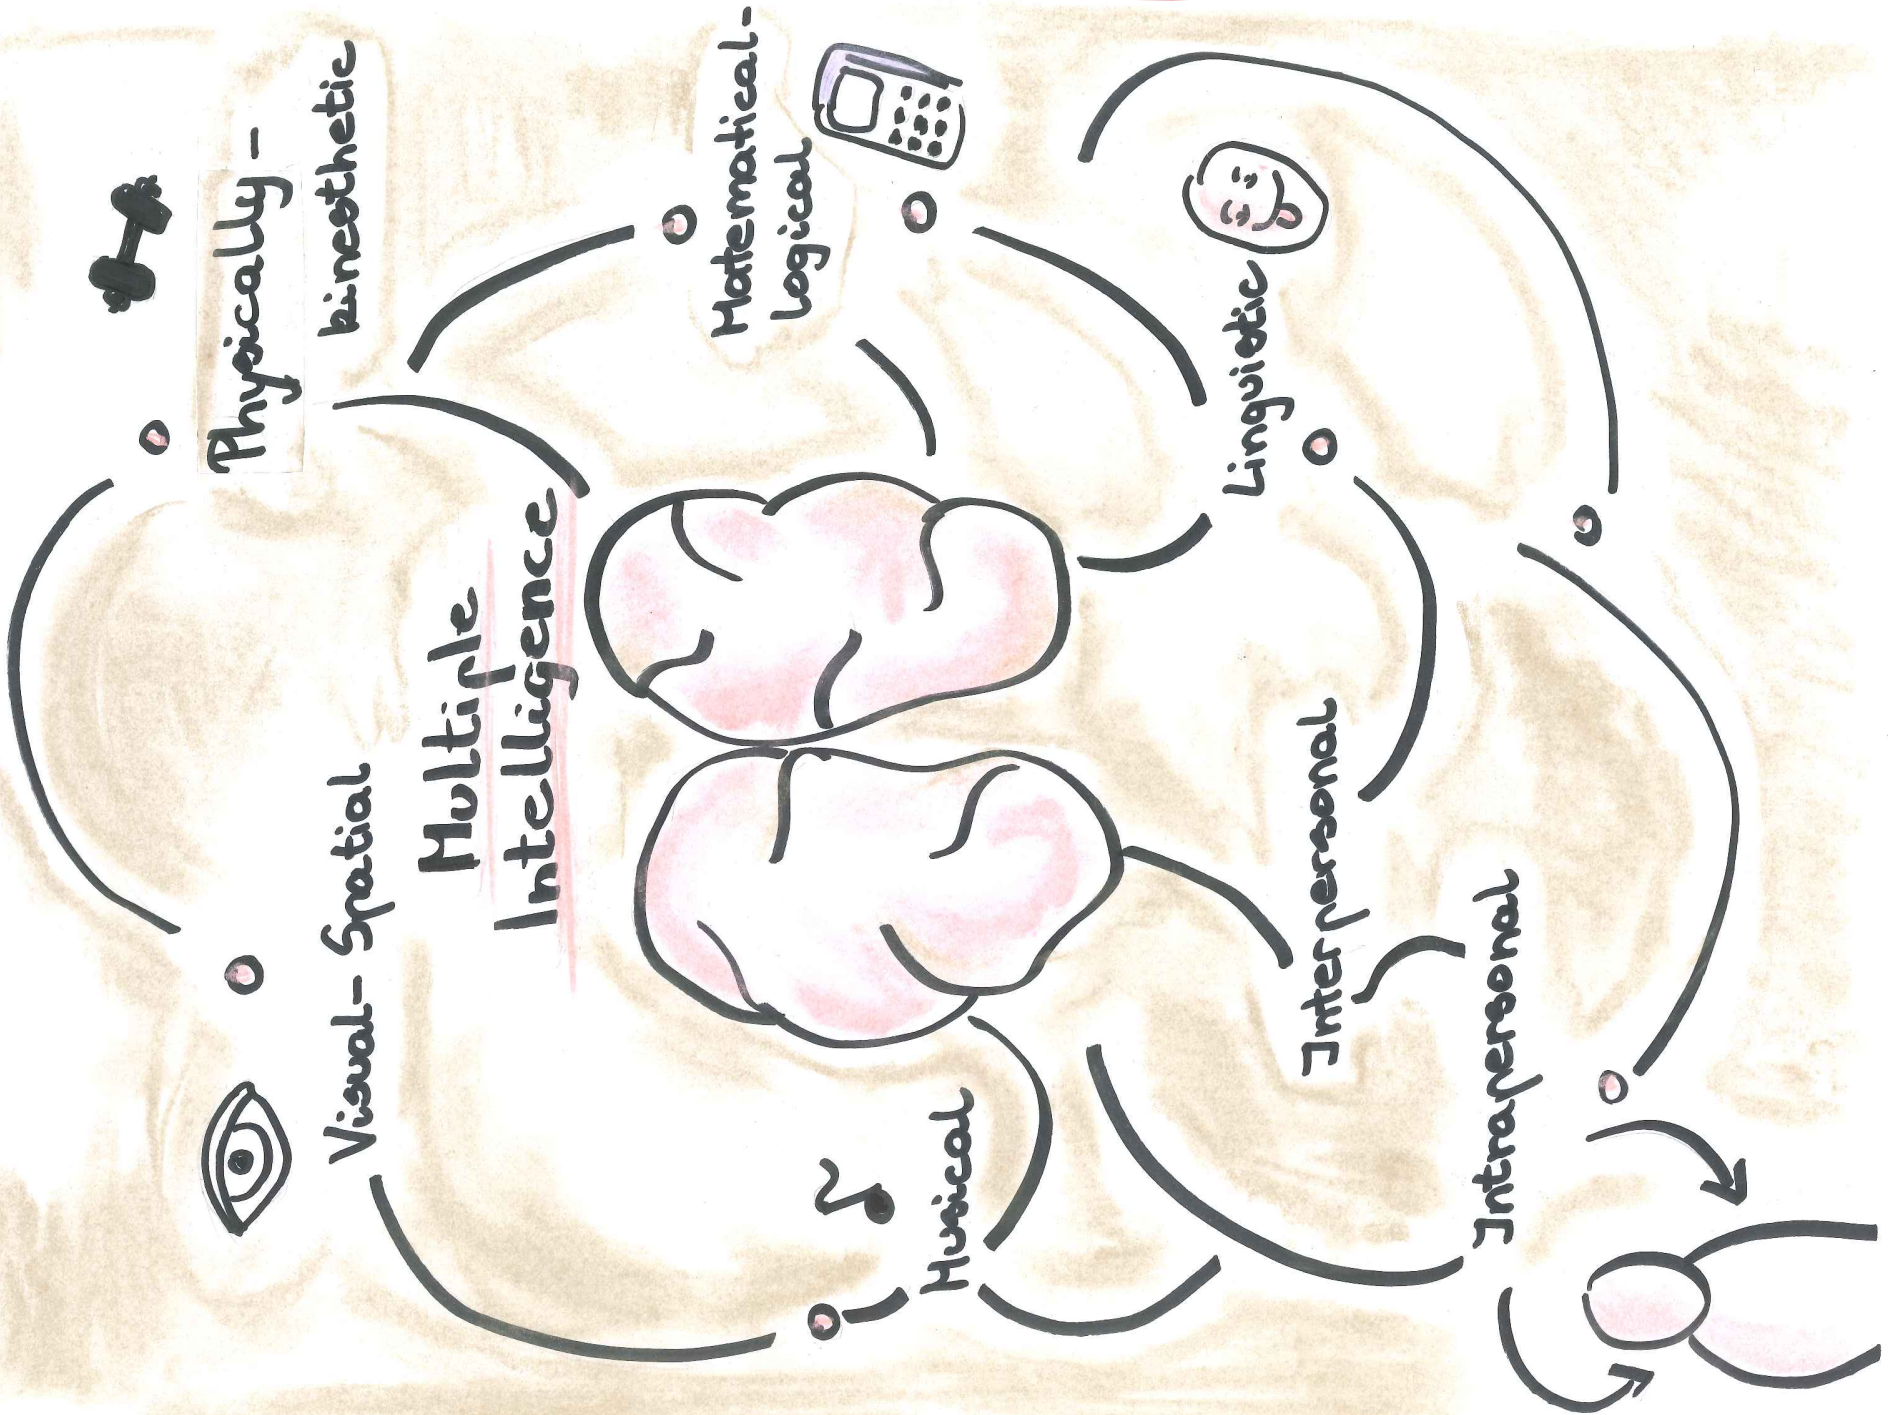 Physically-
kinesthetic
Visual-Spatial
Multiple
Intelligence
Matematical-
Logical
Musical
Linguistic
Interpersonal
Intrapersonal